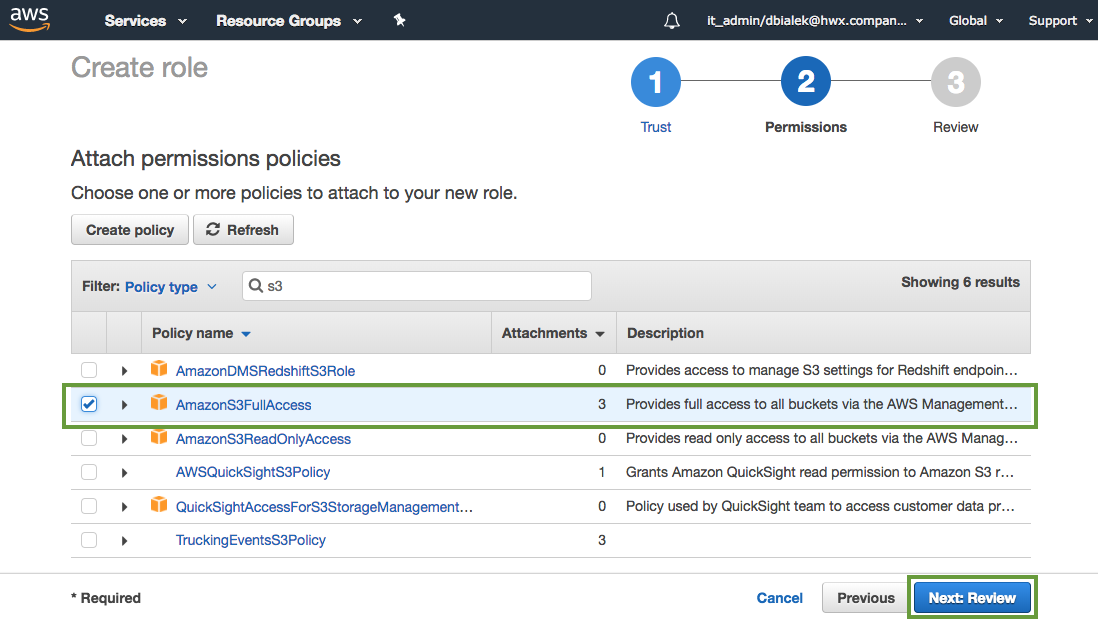 aws Services Resource Groups it_admin/dbialek@hwx.compan... Global Support
Create role
1 2 3
Trust Permissions Review
Attach permissions policies
Choose one or more policies to attach to your new role.
Create policy Refresh
Filter: Policy type s3 Showing 6 results
Policy name Attachments Description
AmazonDMSRedshiftS3Role 0 Provides access to manage S3 settings for Redshift endpoin...
AmazonS3FullAccess 3 Provides full access to all buckets via the AWS Management...
AmazonS3ReadOnlyAccess 0 Provides read only access to all buckets via the AWS Manag...
AWSQuickSightS3Policy 1 Grants Amazon QuickSight read permission to Amazon S3 r...
QuickSightAccessForS3StorageManagement... 0 Policy used by QuickSight team to access customer data pr...
TruckingEventsS3Policy 3
* Required Cancel Previous Next: Review